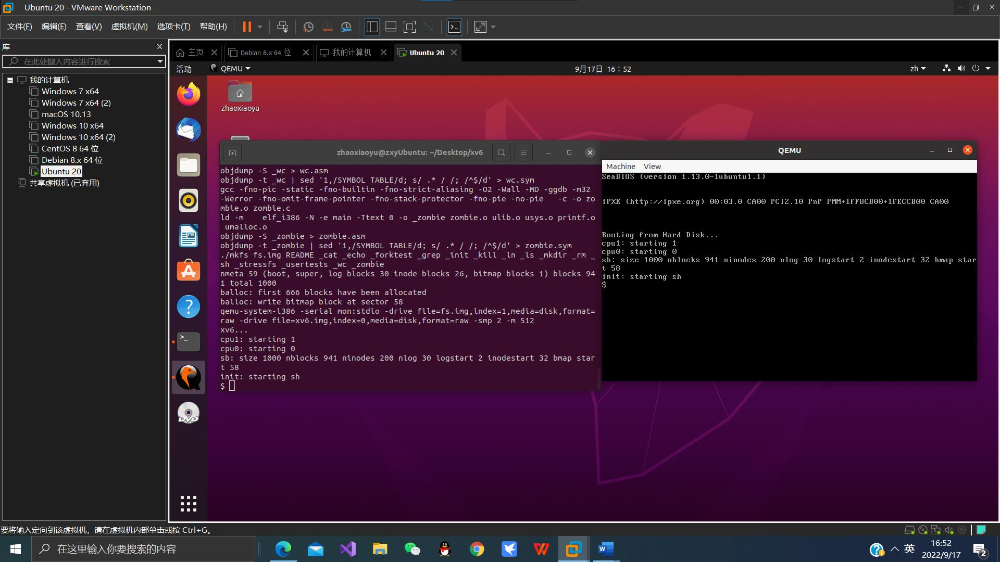 Ubuntu 20 - VMware Workstation
文件(F) 编辑(E) 查看(V) 虚拟机(M) 选项卡(T) 帮助(H)
库
在此处键入内容进行搜索
我的计算机
Windows 7 x64
Windows 7 x64 (2)
macOS 10.13
Windows 10 x64
Windows 10 x64 (2)
CentOS 8 64 位
Debian 8.x 64 位
Ubuntu 20
共享虚拟机 (已弃用)
主页 Debian 8.x 64 位 我的计算机 Ubuntu 20
活动 QEMU 9月17日 16：52 zh
zhaoxiaoyu
zhaoxiaoyu@zxyUbuntu: ~/Desktop/xv6
objdump -S _wc > wc.asm
objdump -t _wc | sed '1,/SYMBOL TABLE/d; s/ .* / /; /^$/d' > wc.sym
gcc -fno-pic -static -fno-builtin -fno-strict-aliasing -O2 -Wall -MD -ggdb -m32
-Werror -fno-omit-frame-pointer -fno-stack-protector -fno-pie -no-pie   -c -o zo
mbie.o zombie.c
ld -m    elf_i386 -N -e main -Ttext 0 -o _zombie zombie.o ulib.o usys.o printf.o
 umalloc.o
objdump -S _zombie > zombie.asm
objdump -t _zombie | sed '1,/SYMBOL TABLE/d; s/ .* / /; /^$/d' > zombie.sym
./mkfs fs.img README _cat _echo _forktest _grep _init _kill _ln _ls _mkdir _rm _
sh _stressfs _usertests _wc _zombie
nmeta 59 (boot, super, log blocks 30 inode blocks 26, bitmap blocks 1) blocks 94
1 total 1000
balloc: first 666 blocks have been allocated
balloc: write bitmap block at sector 58
qemu-system-i386 -serial mon:stdio -drive file=fs.img,index=1,media=disk,format=
raw -drive file=xv6.img,index=0,media=disk,format=raw -smp 2 -m 512
xv6...
cpu1: starting 1
cpu0: starting 0
sb: size 1000 nblocks 941 ninodes 200 nlog 30 logstart 2 inodestart 32 bmap star
t 58
init: starting sh
$
QEMU
Machine View
SeaBIOS (version 1.13.0-1ubuntu1.1)
iPXE (http://ipxe.org) 00:03.0 CA00 PCI2.10 PnP PMM+1FF8CB00+1FECCB00 CA00
Booting from Hard Disk...
cpu1: starting 1
cpu0: starting 0
sb: size 1000 nblocks 941 ninodes 200 nlog 30 logstart 2 inodestart 32 bmap star
t 58
init: starting sh
$
DVD
要将输入定向到该虚拟机，请在虚拟机内部单击或按 Ctrl+G。
在这里输入你要搜索的内容
英
16:52
2022/9/17
2